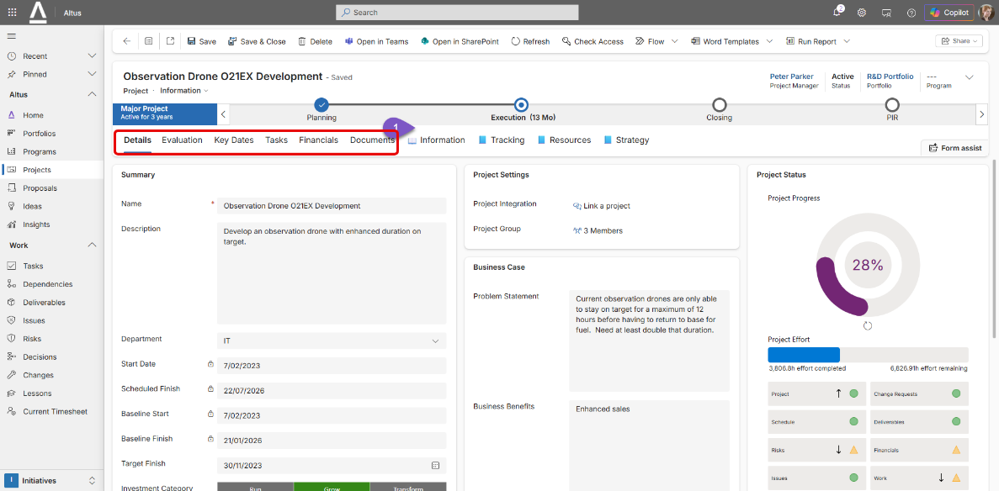 Altus
Search
2
Copilot
Save
Save & Close
Delete
Open in Teams
Open in SharePoint
Refresh
Check Access
Flow
Word Templates
Run Report
Share
Recent
Pinned
Altus
Home
Portfolios
Programs
Projects
Proposals
Ideas
Insights
Work
Tasks
Dependencies
Deliverables
Issues
Risks
Decisions
Changes
Lessons
Current Timesheet
I Initiatives
Observation Drone O21EX Development - Saved
Project · Information
Peter Parker
Project Manager
Active
Status
R&D Portfolio
Portfolio
---
Program
Major Project
Active for 3 years
Planning
Execution (13 Mo)
Closing
PIR
1
Details Evaluation Key Dates Tasks Financials Documents Information Tracking Resources Strategy
Form assist
Summary
Name * Observation Drone O21EX Development
Description
Develop an observation drone with enhanced duration on
target.
Department IT
Start Date 7/02/2023
Scheduled Finish 22/07/2026
Baseline Start 7/02/2023
Baseline Finish 21/01/2026
Target Finish 30/11/2023
Investment Category Run Grow Transform
Project Settings
Project Integration Link a project
Project Group 3 Members
Business Case
Problem Statement
Current observation drones are only able
to stay on target for a maximum of 12
hours before having to return to base for
fuel. Need at least double that duration.
Business Benefits Enhanced sales
Project Status
Project Progress
28%
Project Effort
3,806.8h effort completed 6,826.91h effort remaining
Project Change Requests
Schedule Deliverables
Risks Financials
Issues Work